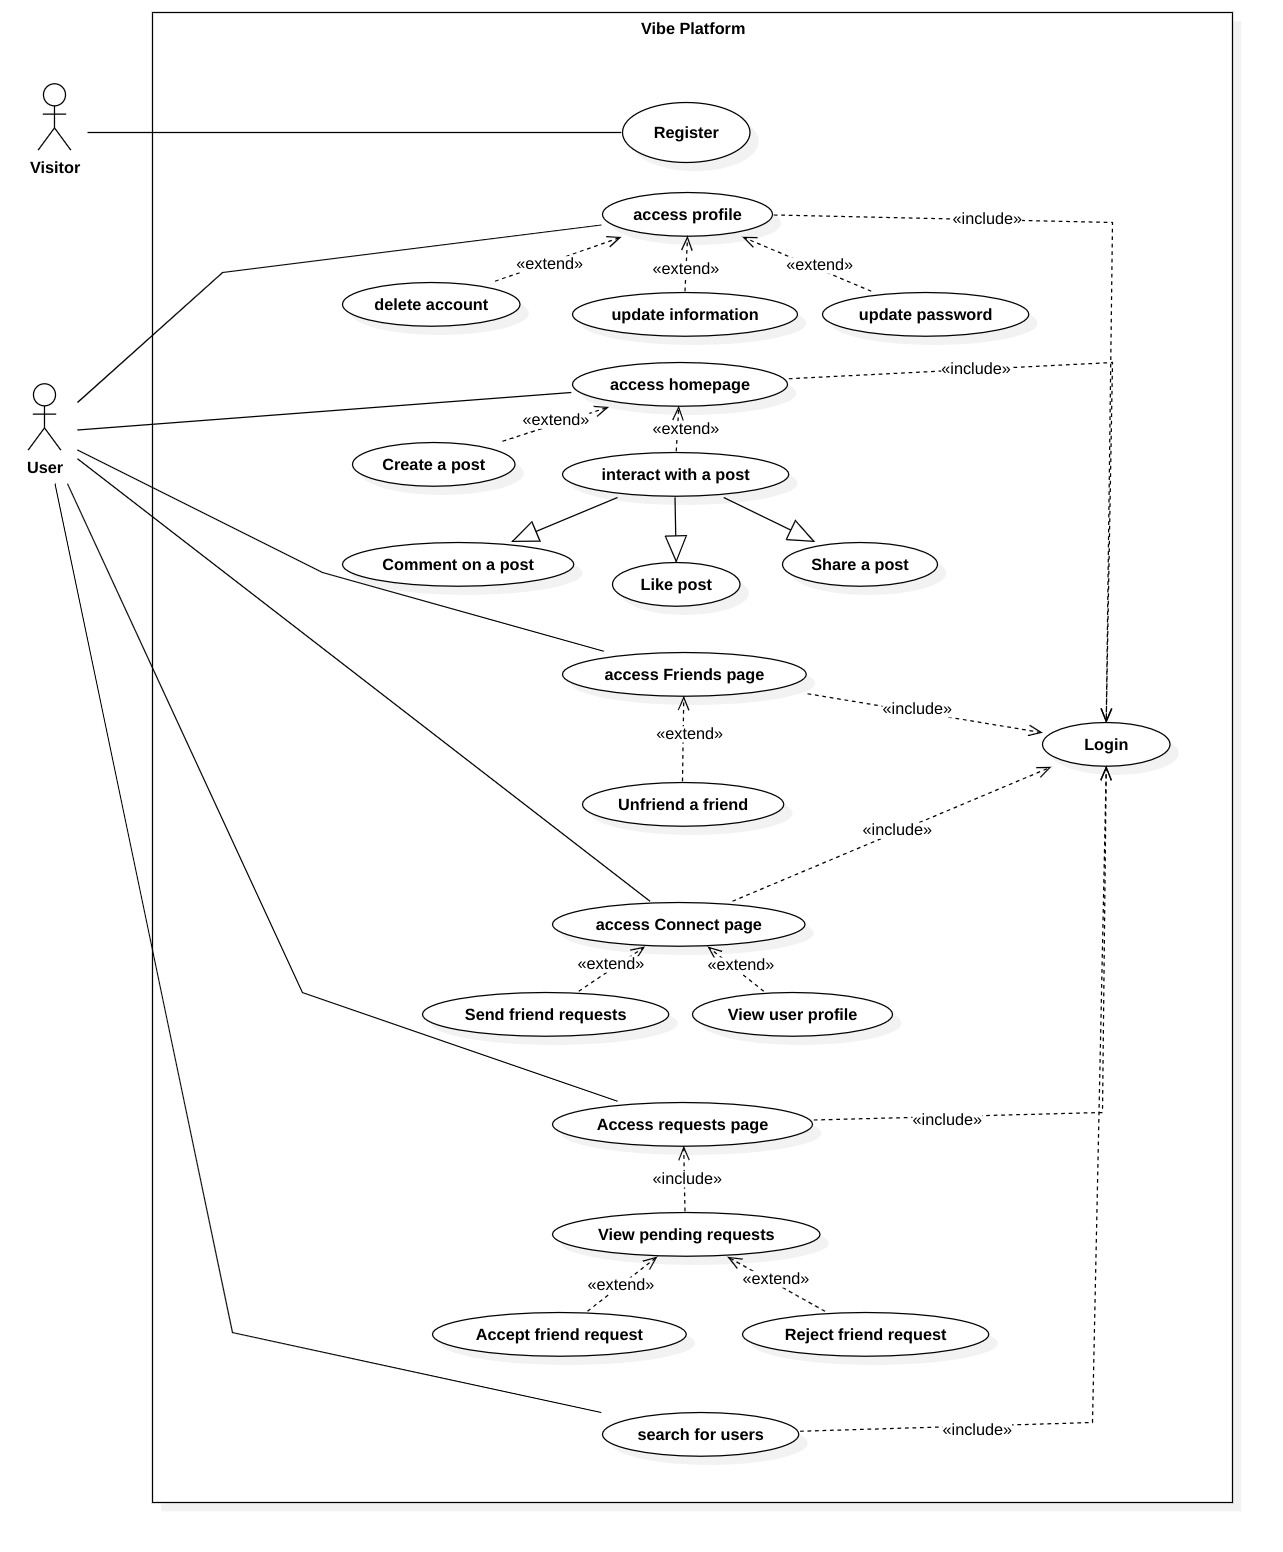 Vibe Platform
Visitor
Register
access profile
«include»
«extend»
«extend»
«extend»
delete account
update information
update password
User
access homepage
«include»
«extend»
«extend»
Create a post
interact with a post
Comment on a post
Like post
Share a post
access Friends page
«include»
«extend»
Login
Unfriend a friend
«include»
access Connect page
«extend»
«extend»
Send friend requests
View user profile
Access requests page
«include»
«include»
View pending requests
«extend»
«extend»
Accept friend request
Reject friend request
search for users
«include»